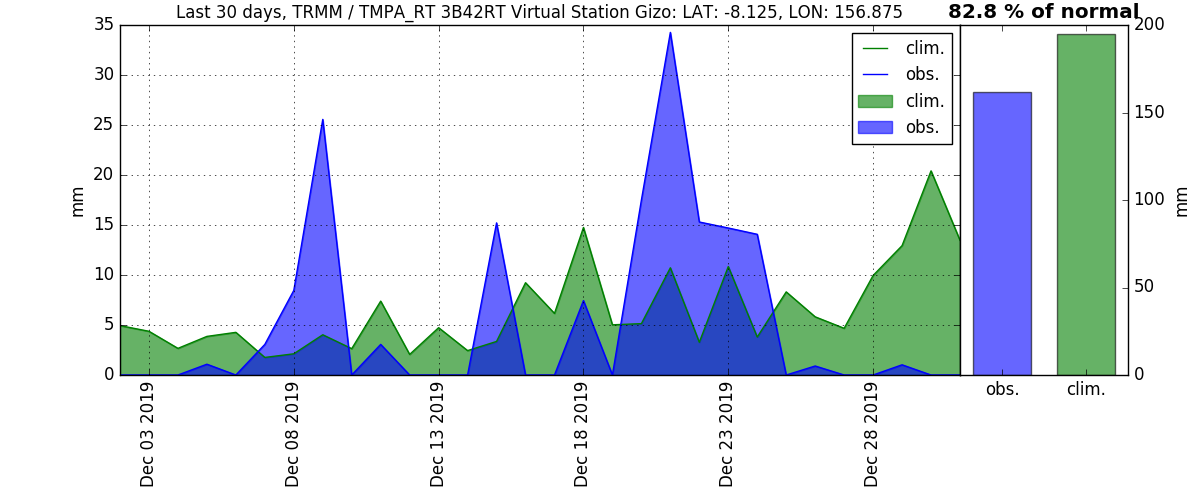 Last 30 days, TRMM / TMPA_RT 3B42RT Virtual Station Gizo: LAT: -8.125, LON: 156.875
82.8 % of normal
35
30
25
20
15
10
5
0
mm
clim.
obs.
clim.
obs.
200
150
100
50
0
mm
obs.
clim.
Dec 03 2019
Dec 08 2019
Dec 13 2019
Dec 18 2019
Dec 23 2019
Dec 28 2019